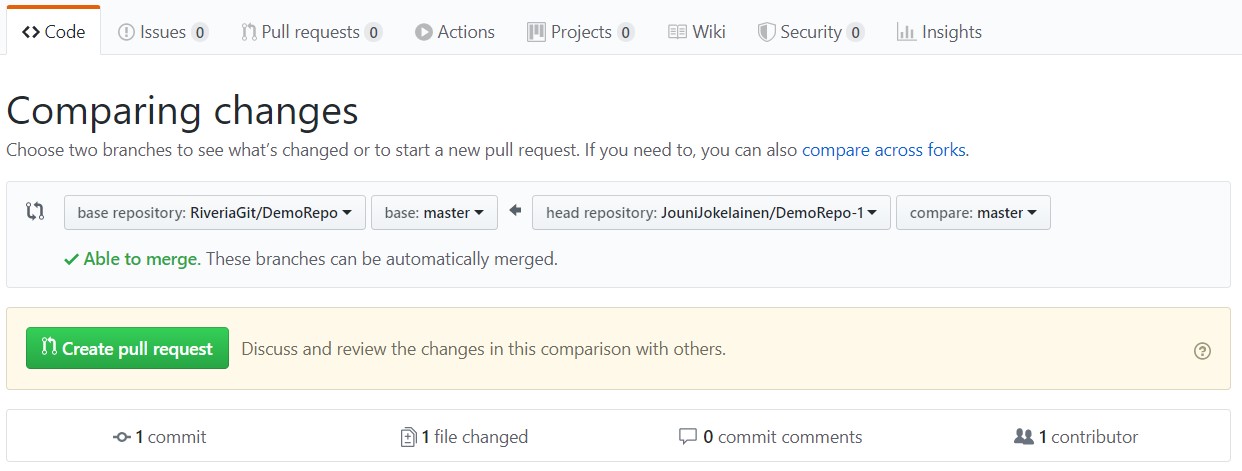 Code Issues 0 Pull requests 0 Actions Projects 0 Wiki Security 0 Insights
Comparing changes
Choose two branches to see what's changed or to start a new pull request. If you need to, you can also compare across forks.
base repository: RiveriaGit/DemoRepo base: master head repository: JouniJokelainen/DemoRepo-1 compare: master
Able to merge. These branches can be automatically merged.
Create pull request Discuss and review the changes in this comparison with others.
1 commit 1 file changed 0 commit comments 1 contributor